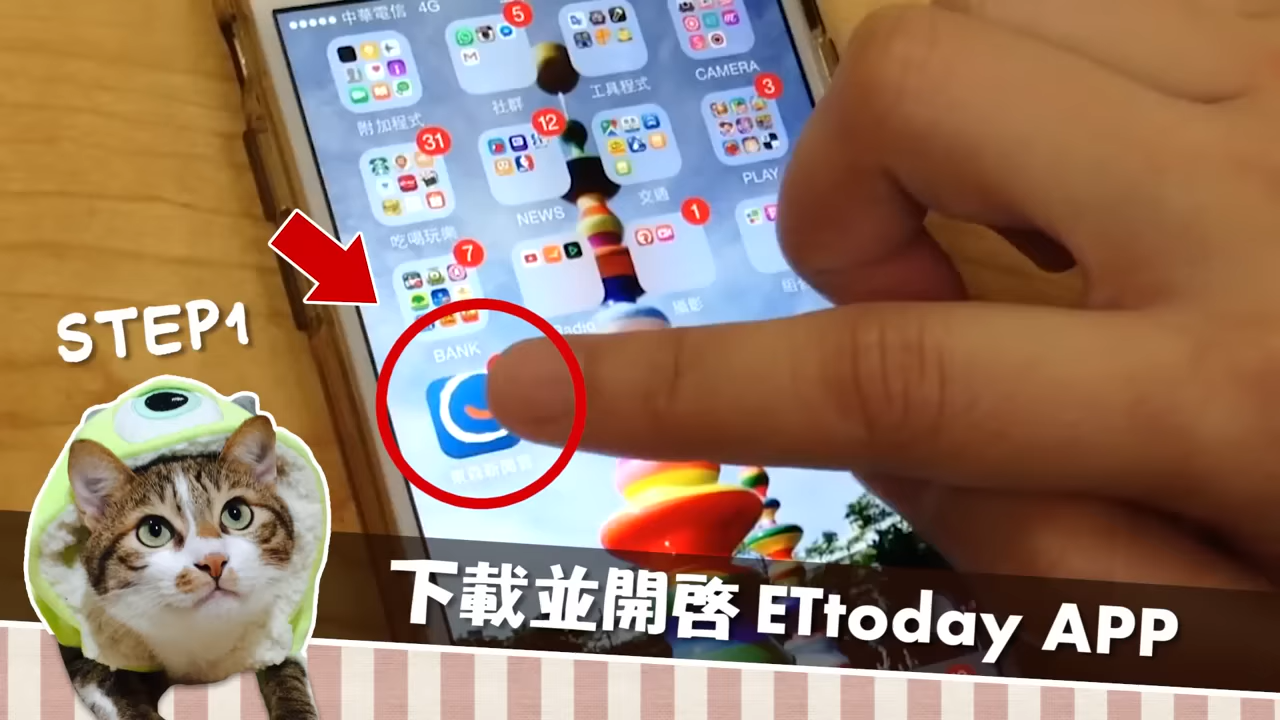 中華電信 4G
5
附加程式
社群
工具程式
CAMERA
31
12
3
吃喝玩樂
NEWS
交通
PLAY
7
1
BANK
Radio
攝影
STEP1
下載並開啓 ETtoday APP